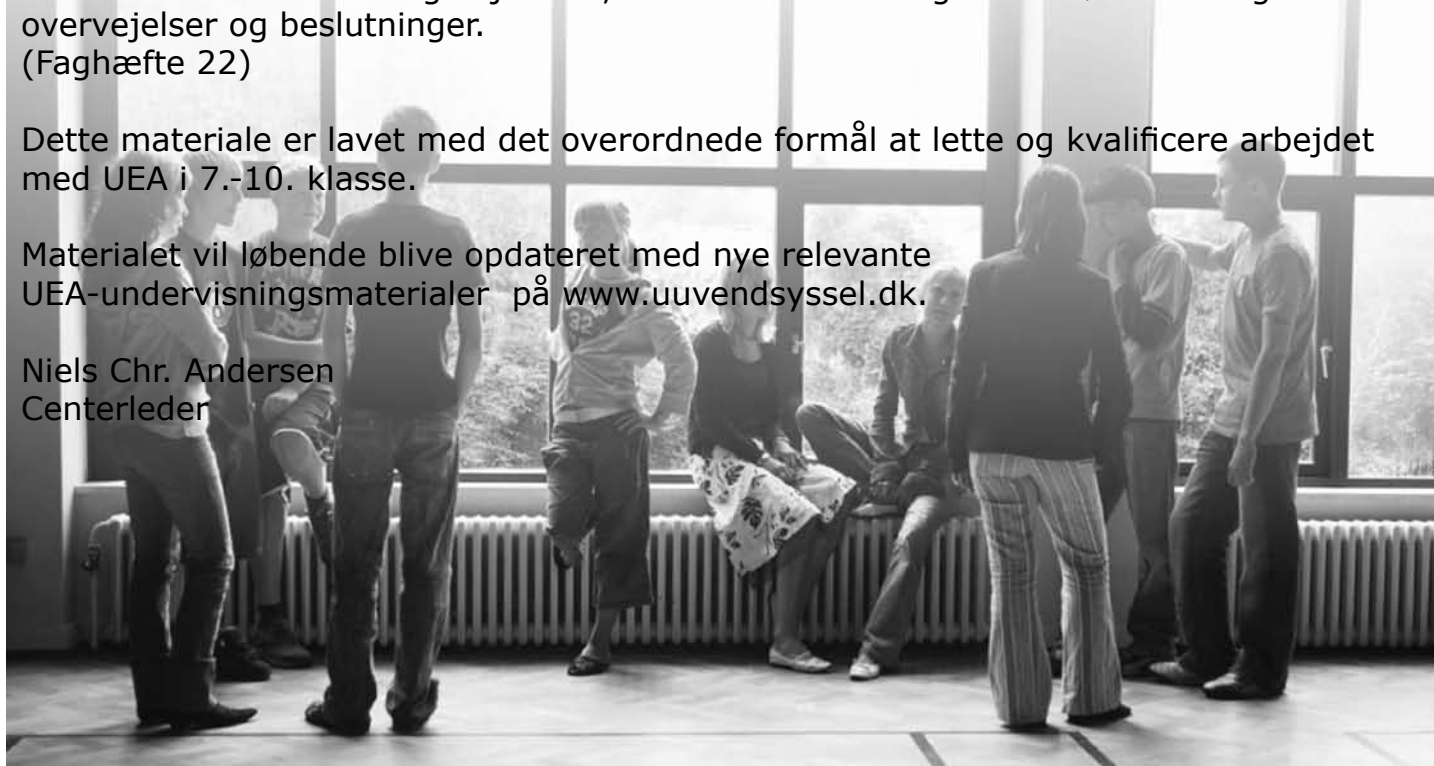 overvejelser og beslutninger.
(Faghæfte 22)
Dette materiale er lavet med det overordnede formål at lette og kvalificere arbejdet
med UEA i 7.-10. klasse.
Materialet vil løbende blive opdateret med nye relevante
UEA-undervisningsmaterialer på www.uuvendsyssel.dk.
Niels Chr. Andersen
Centerleder
32